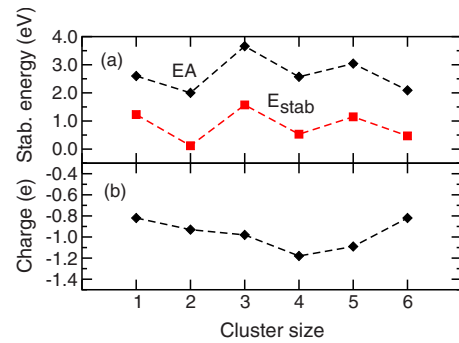 4.0
3.0
2.0
1.0
0.0
Stab. energy (eV)
(a)
EA
E_stab
-0.4
-0.6
-0.8
-1.0
-1.2
-1.4
Charge (e)
(b)
1 2 3 4 5 6
Cluster size